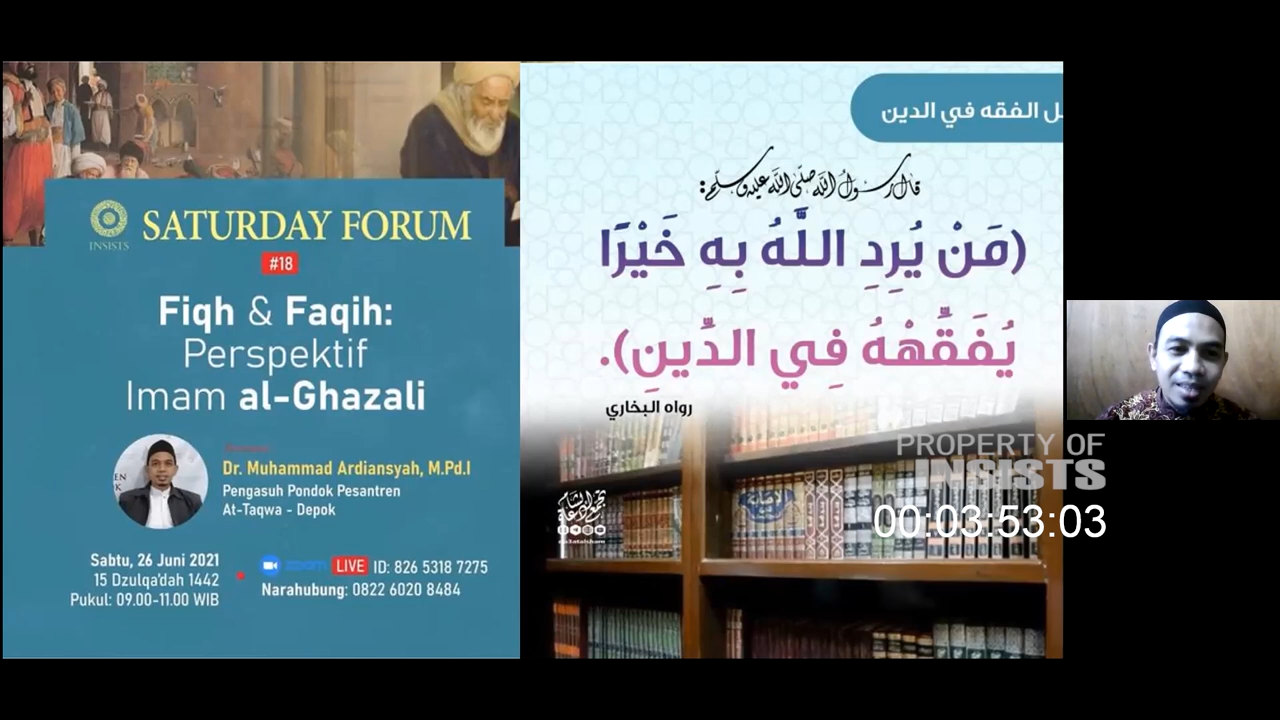 INSISTS
SATURDAY FORUM
#18
Fiqh & Faqih:
Perspektif
Imam al-Ghazali
Dr. Muhammad Ardiansyah, M.Pd.I
Pengasuh Pondok Pesantren
At-Taqwa - Depok
Sabtu, 26 Juni 2021
15 Dzulqa'dah 1442
Pukul: 09.00-11.00 WIB
zoom LIVE ID: 826 5318 7275
Narahubung: 0822 6020 8484
الفقه في الدين
قال رسول الله صلى الله عليه وسلم:
(مَنْ يُرِدِ اللَّهُ بِهِ خَيْرًا
يُفَقِّهْهُ فِي الدِّينِ).
رواه البخاري
PROPERTY OF
INSISTS
00:03:53:03